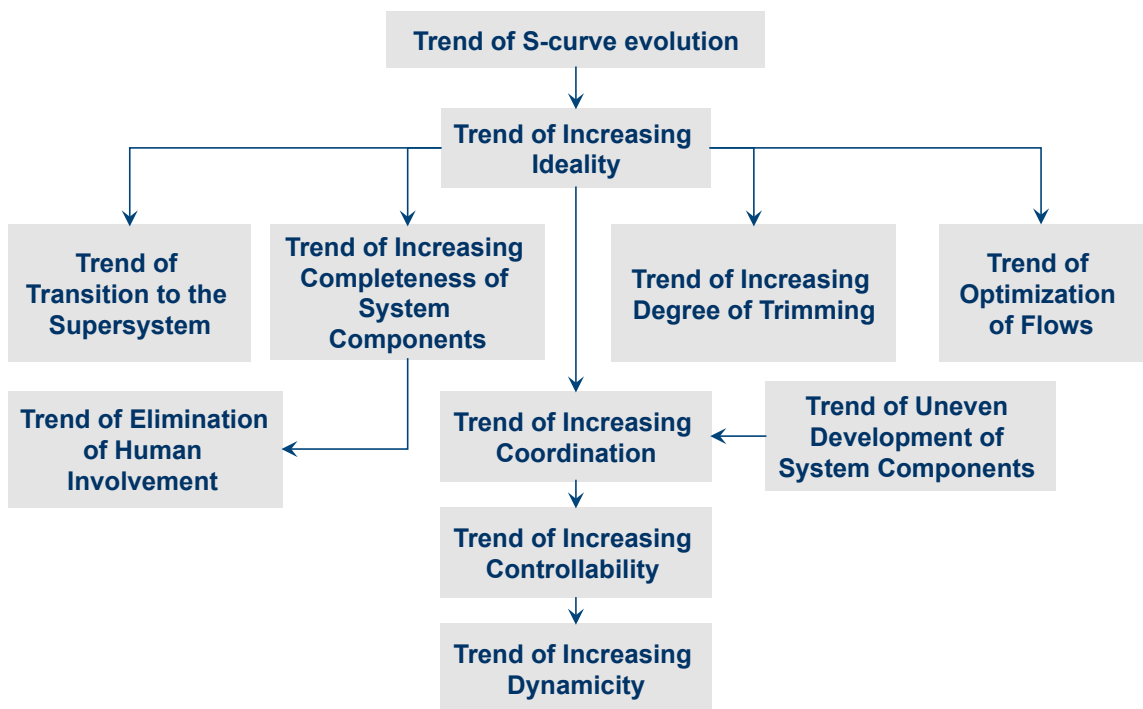 Trend of S-curve evolution
Trend of Increasing
Ideality
Trend of
Transition to the
Supersystem
Trend of Increasing
Completeness of
System
Components
Trend of Increasing
Degree of Trimming
Trend of
Optimization
of Flows
Trend of Elimination
of Human
Involvement
Trend of Increasing
Coordination
Trend of Uneven
Development of
System Components
Trend of Increasing
Controllability
Trend of Increasing
Dynamicity